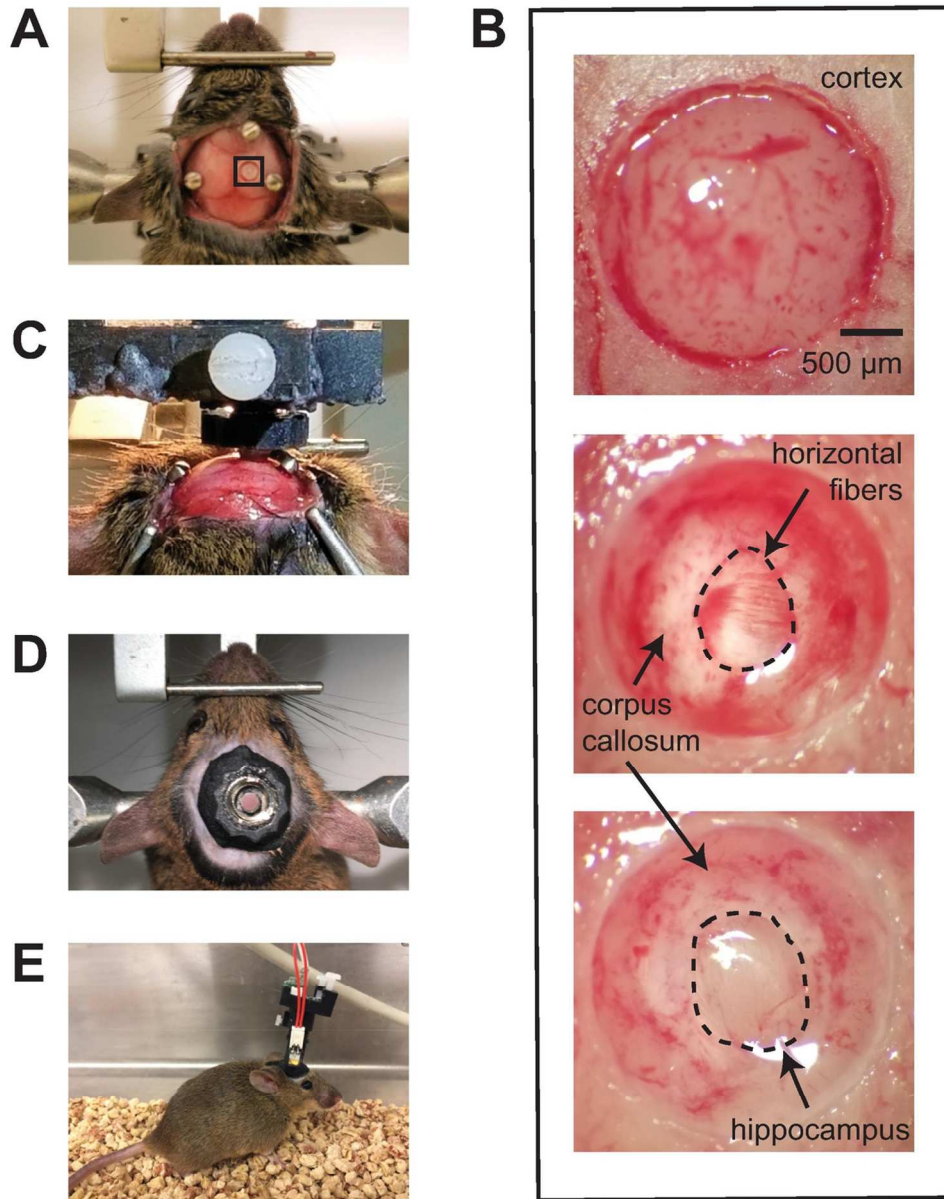 A
B
cortex
500 µm
C
horizontal
fibers
corpus
callosum
D
E
hippocampus